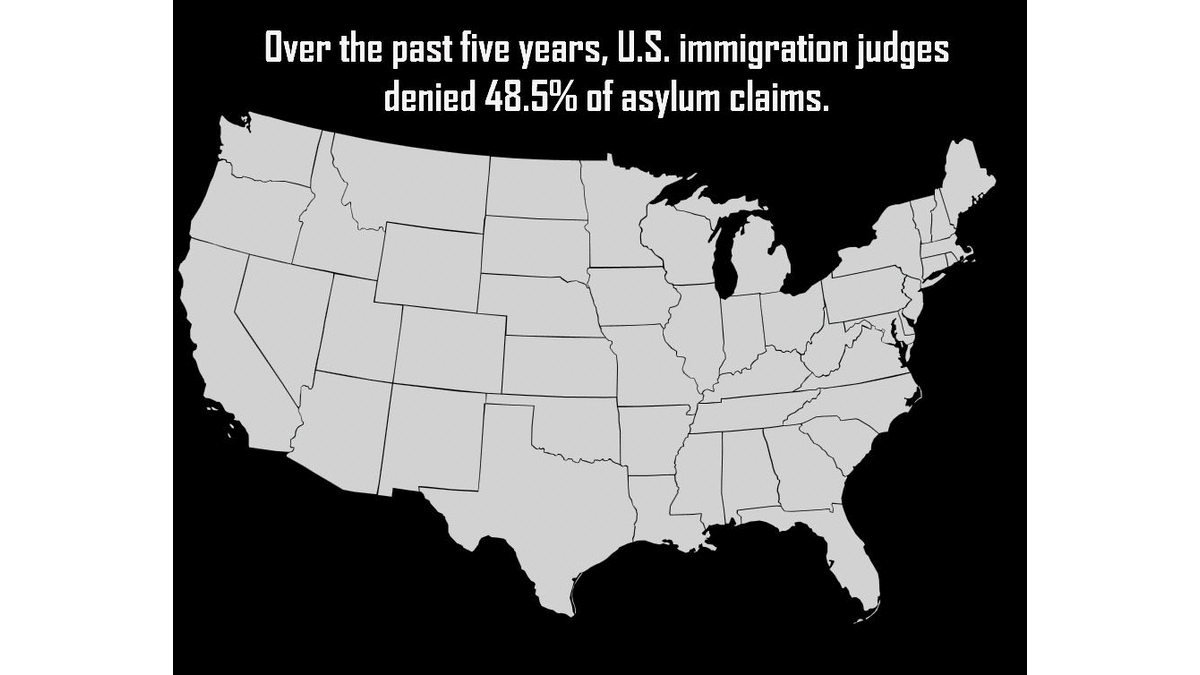 Over the past five years, U.S. immigration judges
denied 48.5% of asylum claims.